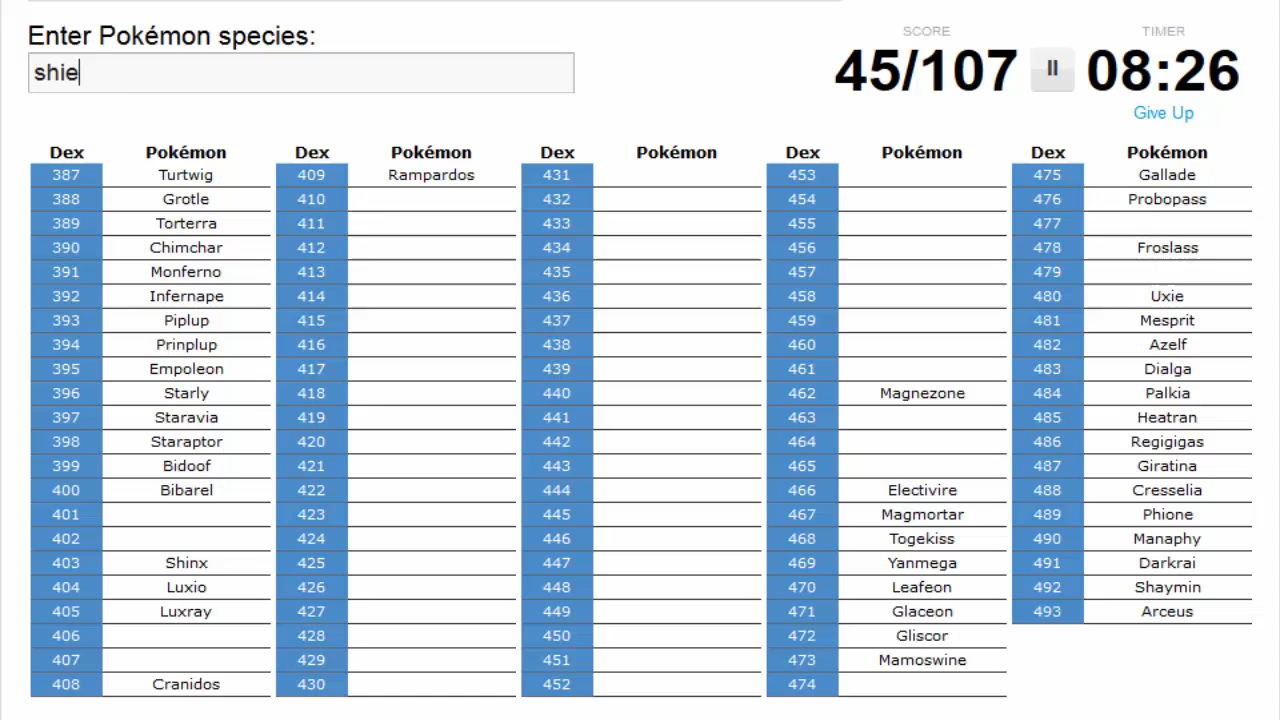 Enter Pokémon species:
shie
SCORE
TIMER
45/107
08:26
Give Up
Dex Pokémon Dex Pokémon Dex Pokémon Dex Pokémon Dex Pokémon
387 Turtwig 409 Rampardos 431 453 475 Gallade
388 Grotle 410 432 454 476 Probopass
389 Torterra 411 433 455 477
390 Chimchar 412 434 456 478 Froslass
391 Monferno 413 435 457 479
392 Infernape 414 436 458 480 Uxie
393 Piplup 415 437 459 481 Mesprit
394 Prinplup 416 438 460 482 Azelf
395 Empoleon 417 439 461 483 Dialga
396 Starly 418 440 462 Magnezone 484 Palkia
397 Staravia 419 441 463 485 Heatran
398 Staraptor 420 442 464 486 Regigigas
399 Bidoof 421 443 465 487 Giratina
400 Bibarel 422 444 466 Electivire 488 Cresselia
401 423 445 467 Magmortar 489 Phione
402 424 446 468 Togekiss 490 Manaphy
403 Shinx 425 447 469 Yanmega 491 Darkrai
404 Luxio 426 448 470 Leafeon 492 Shaymin
405 Luxray 427 449 471 Glaceon 493 Arceus
406 428 450 472 Gliscor
407 429 451 473 Mamoswine
408 Cranidos 430 452 474